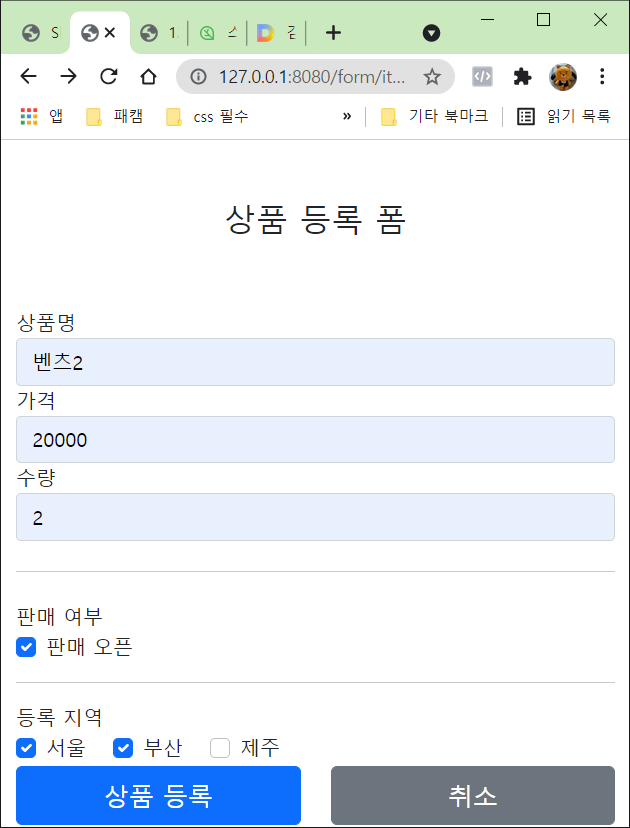 S
1.
127.0.0.1:8080/form/it...
앱 패캠 css 필수 » 기타 북마크 읽기 목록
상품 등록 폼
상품명
벤츠2
가격
20000
수량
2
판매 여부
판매 오픈
등록 지역
서울 부산 제주
상품 등록 취소